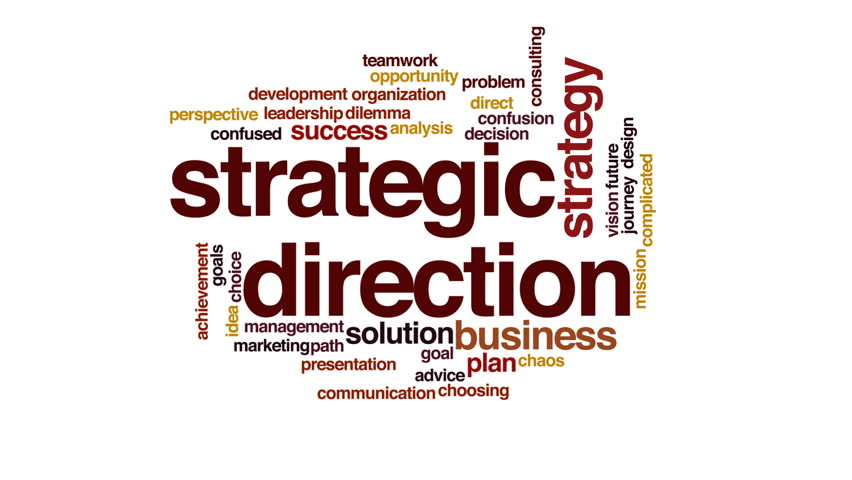 teamwork
opportunity
problem
consulting
development organization
direct
perspective leadership dilemma
confusion
confused success analysis decision
strategy
strategic
vision future
journey design
complicated
mission
direction
achievement
goals
choice
idea
management solution business
marketing path
goal
presentation
plan chaos
advice
communication choosing